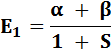 E₁ = (α + β) / (1 + S)